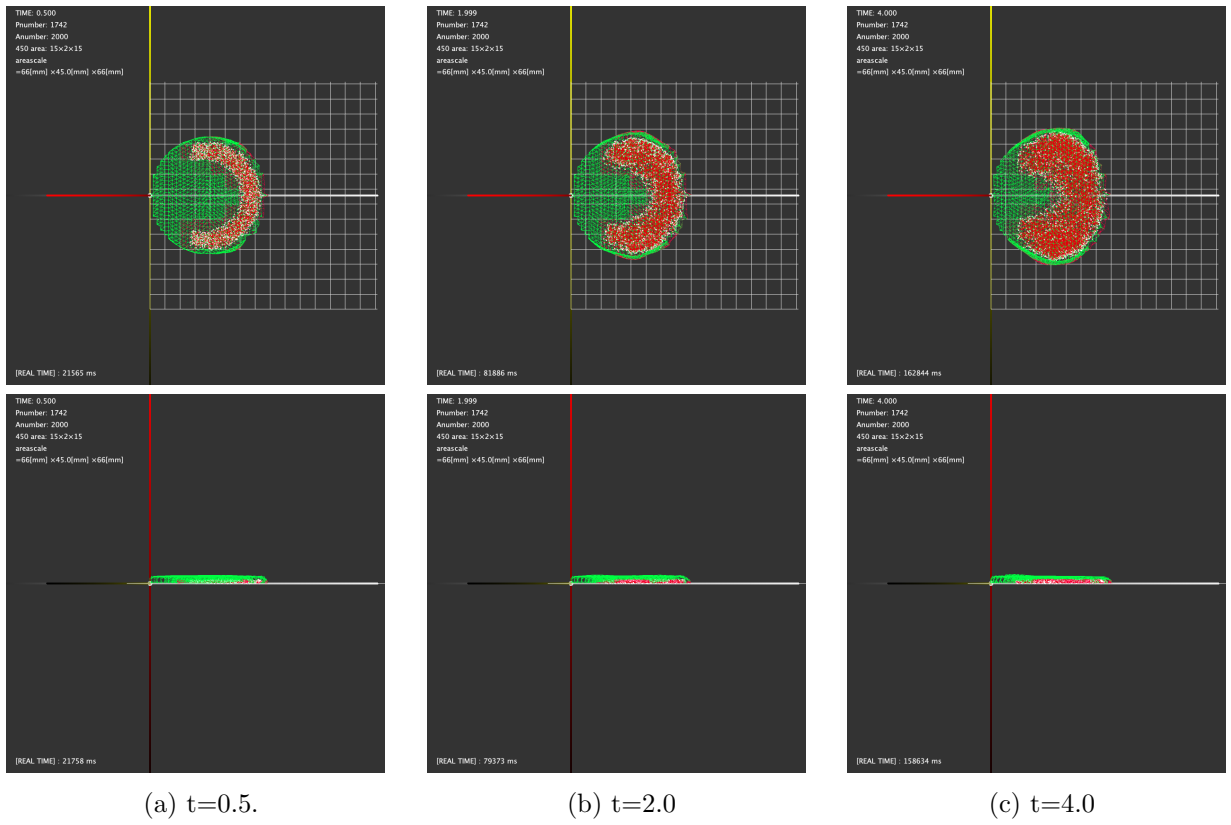 TIME: 0.500
Pnumber: 1742
Anumber: 2000
450 area: 15×2×15
areascale
=66[mm] ×45.0[mm] ×66[mm]
[REAL TIME] : 21565 ms
TIME: 1.999
Pnumber: 1742
Anumber: 2000
450 area: 15×2×15
areascale
=66[mm] ×45.0[mm] ×66[mm]
[REAL TIME] : 81886 ms
TIME: 4.000
Pnumber: 1742
Anumber: 2000
450 area: 15×2×15
areascale
=66[mm] ×45.0[mm] ×66[mm]
[REAL TIME] : 162844 ms
TIME: 0.500
Pnumber: 1742
Anumber: 2000
450 area: 15×2×15
areascale
=66[mm] ×45.0[mm] ×66[mm]
[REAL TIME] : 21758 ms
TIME: 1.999
Pnumber: 1742
Anumber: 2000
450 area: 15×2×15
areascale
=66[mm] ×45.0[mm] ×66[mm]
[REAL TIME] : 79373 ms
TIME: 4.000
Pnumber: 1742
Anumber: 2000
450 area: 15×2×15
areascale
=66[mm] ×45.0[mm] ×66[mm]
[REAL TIME] : 158634 ms
(a) t=0.5.
(b) t=2.0
(c) t=4.0